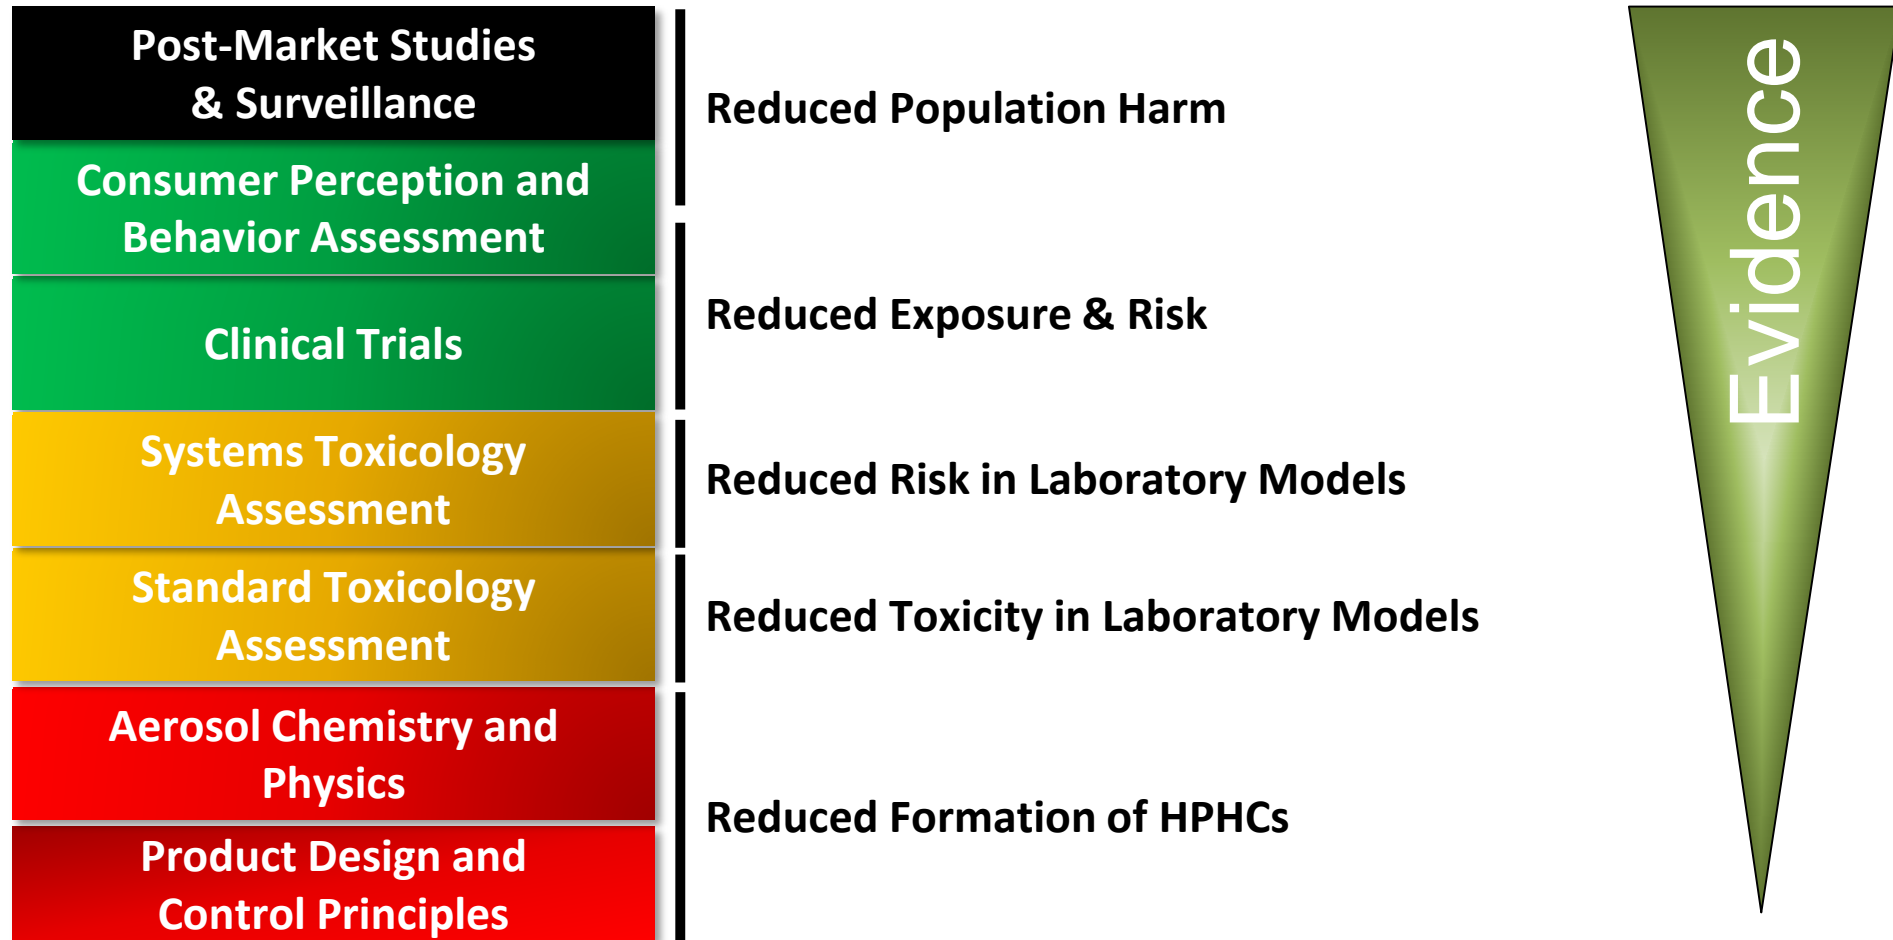 Post-Market Studies
& Surveillance
Reduced Population Harm
Consumer Perception and
Behavior Assessment
Reduced Exposure & Risk
Clinical Trials
Systems Toxicology
Assessment
Reduced Risk in Laboratory Models
Standard Toxicology
Assessment
Reduced Toxicity in Laboratory Models
Aerosol Chemistry and
Physics
Reduced Formation of HPHCs
Product Design and
Control Principles
Evidence